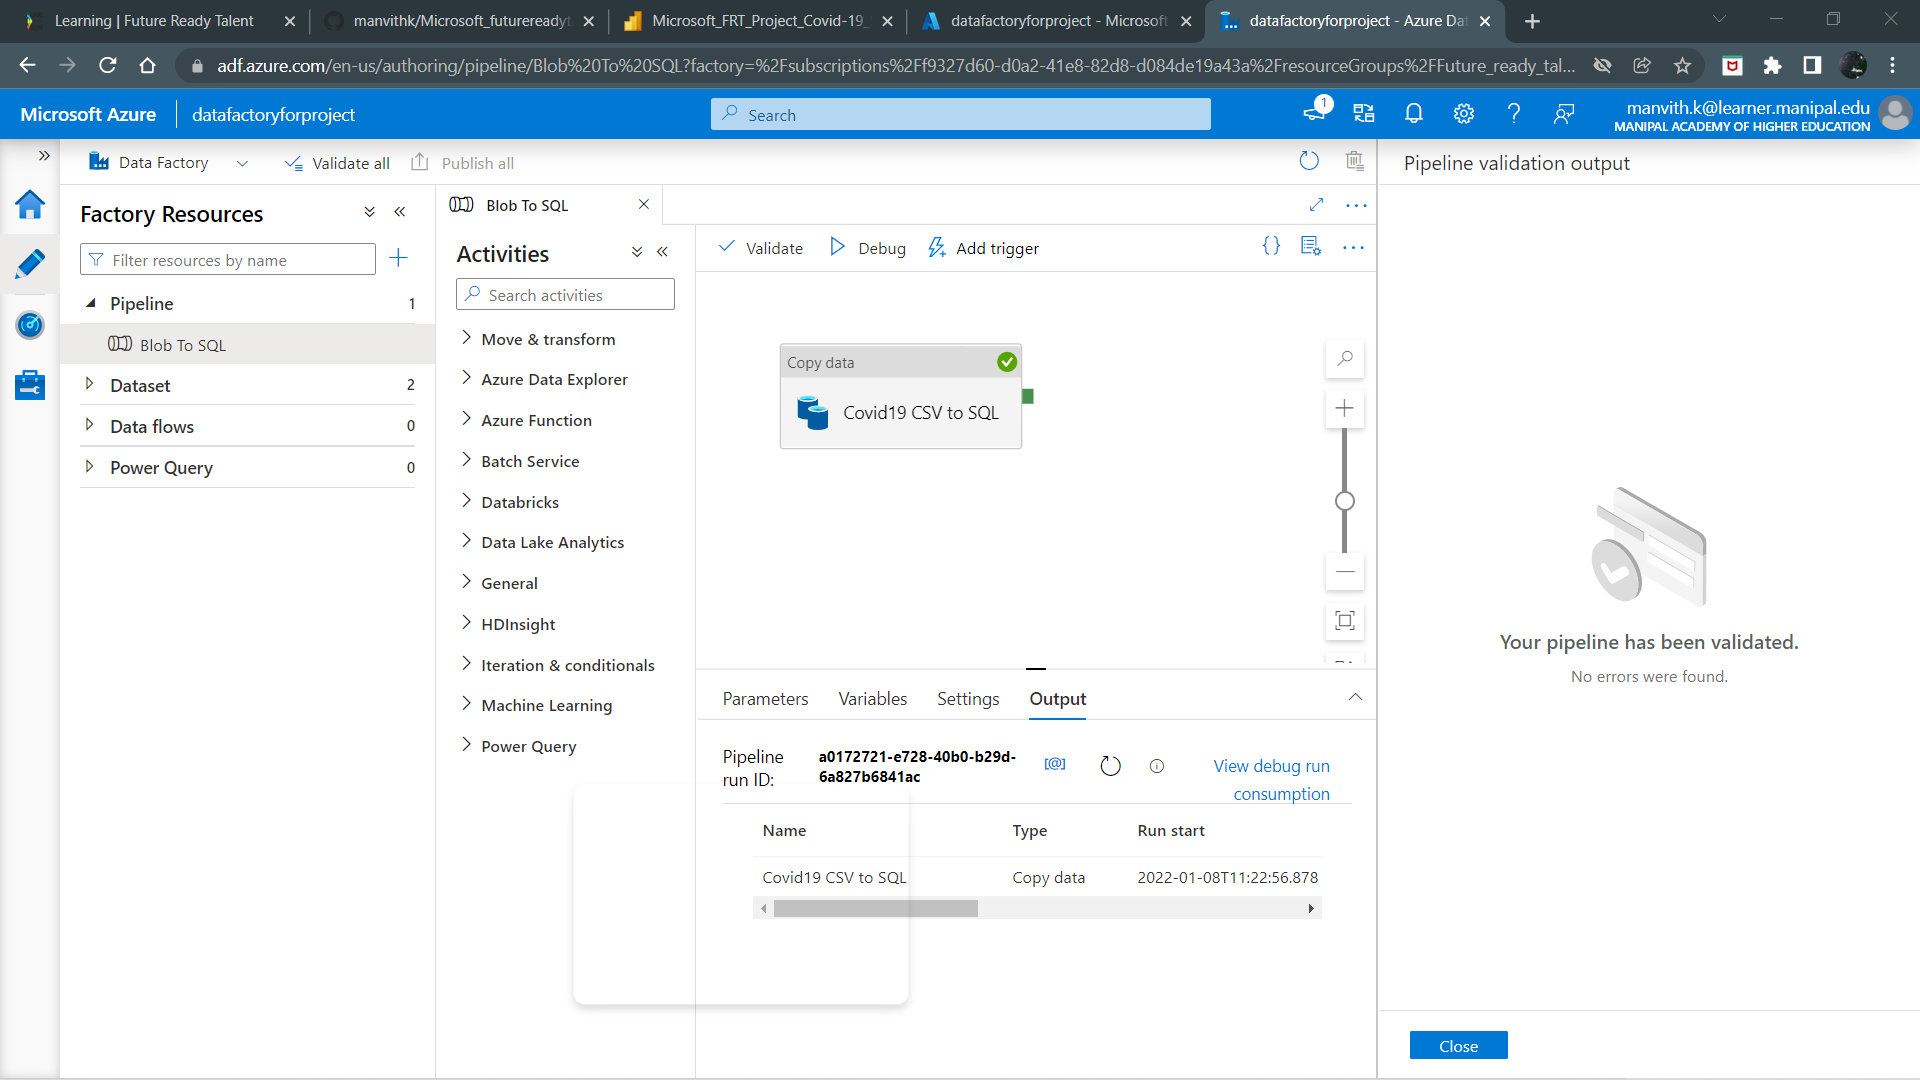 Learning | Future Ready Talent
manvithk/Microsoft_futurereadyt
Microsoft_FRT_Project_Covid-19_
datafactoryforproject - Microsoft
datafactoryforproject - Azure Dat
adf.azure.com/en-us/authoring/pipeline/Blob%20To%20SQL?factory=%2Fsubscriptions%2Ff9327d60-d0a2-41e8-82d8-d084de19a43a%2FresourceGroups%2FFuture_ready_tal...
Microsoft Azure
datafactoryforproject
Search
1
manvith.k@learner.manipal.edu
MANIPAL ACADEMY OF HIGHER EDUCATION
Data Factory
Validate all
Publish all
Pipeline validation output
Factory Resources
Filter resources by name
Pipeline 1
Blob To SQL
Dataset 2
Data flows 0
Power Query 0
Blob To SQL
Activities
Search activities
Move & transform
Azure Data Explorer
Azure Function
Batch Service
Databricks
Data Lake Analytics
General
HDInsight
Iteration & conditionals
Machine Learning
Power Query
Validate
Debug
Add trigger
Copy data
Covid19 CSV to SQL
Parameters
Variables
Settings
Output
Pipeline
run ID:
a0172721-e728-40b0-b29d-
6a827b6841ac
View debug run
consumption
Name Type Run start
Covid19 CSV to SQL Copy data 2022-01-08T11:22:56.878
Your pipeline has been validated.
No errors were found.
Close